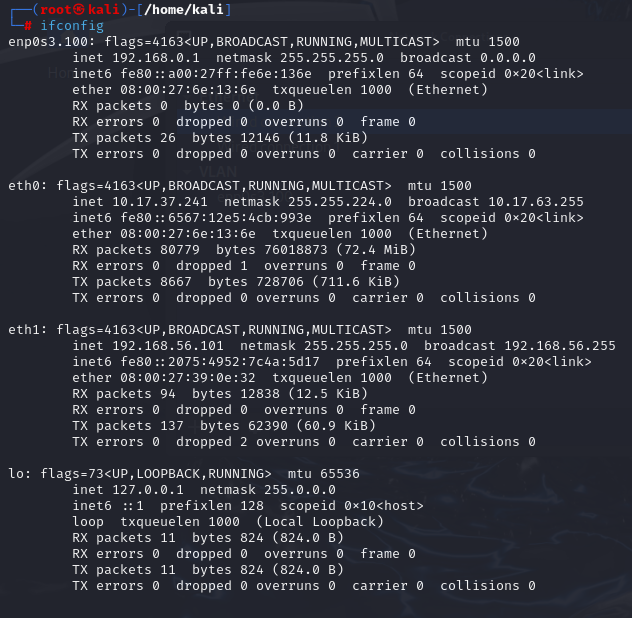 ┌──(root㉿kali)-[/home/kali]
└─# ifconfig
enp0s3.100: flags=4163<UP,BROADCAST,RUNNING,MULTICAST>  mtu 1500
        inet 192.168.0.1  netmask 255.255.255.0  broadcast 0.0.0.0
        inet6 fe80::a00:27ff:fe6e:136e  prefixlen 64  scopeid 0×20<link>
        ether 08:00:27:6e:13:6e  txqueuelen 1000  (Ethernet)
        RX packets 0  bytes 0 (0.0 B)
        RX errors 0  dropped 0  overruns 0  frame 0
        TX packets 26  bytes 12146 (11.8 KiB)
        TX errors 0  dropped 0 overruns 0  carrier 0  collisions 0

eth0: flags=4163<UP,BROADCAST,RUNNING,MULTICAST>  mtu 1500
        inet 10.17.37.241  netmask 255.255.224.0  broadcast 10.17.63.255
        inet6 fe80::6567:12e5:4cb:993e  prefixlen 64  scopeid 0×20<link>
        ether 08:00:27:6e:13:6e  txqueuelen 1000  (Ethernet)
        RX packets 80779  bytes 76018873 (72.4 MiB)
        RX errors 0  dropped 1  overruns 0  frame 0
        TX packets 8667  bytes 728706 (711.6 KiB)
        TX errors 0  dropped 0 overruns 0  carrier 0  collisions 0

eth1: flags=4163<UP,BROADCAST,RUNNING,MULTICAST>  mtu 1500
        inet 192.168.56.101  netmask 255.255.255.0  broadcast 192.168.56.255
        inet6 fe80::2075:4952:7c4a:5d17  prefixlen 64  scopeid 0×20<link>
        ether 08:00:27:39:0e:32  txqueuelen 1000  (Ethernet)
        RX packets 94  bytes 12838 (12.5 KiB)
        RX errors 0  dropped 0  overruns 0  frame 0
        TX packets 137  bytes 62390 (60.9 KiB)
        TX errors 0  dropped 2 overruns 0  carrier 0  collisions 0

lo: flags=73<UP,LOOPBACK,RUNNING>  mtu 65536
        inet 127.0.0.1  netmask 255.0.0.0
        inet6 ::1  prefixlen 128  scopeid 0×10<host>
        loop  txqueuelen 1000  (Local Loopback)
        RX packets 11  bytes 824 (824.0 B)
        RX errors 0  dropped 0  overruns 0  frame 0
        TX packets 11  bytes 824 (824.0 B)
        TX errors 0  dropped 0 overruns 0  carrier 0  collisions 0